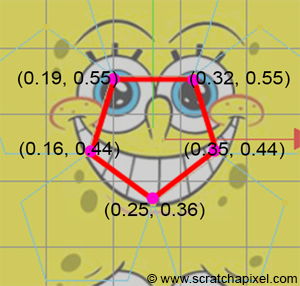 (0.19, 0.55) (0.32, 0.55)
(0.16, 0.44) (0.35, 0.44)
(0.25, 0.36)
© www.scratchapixel.com